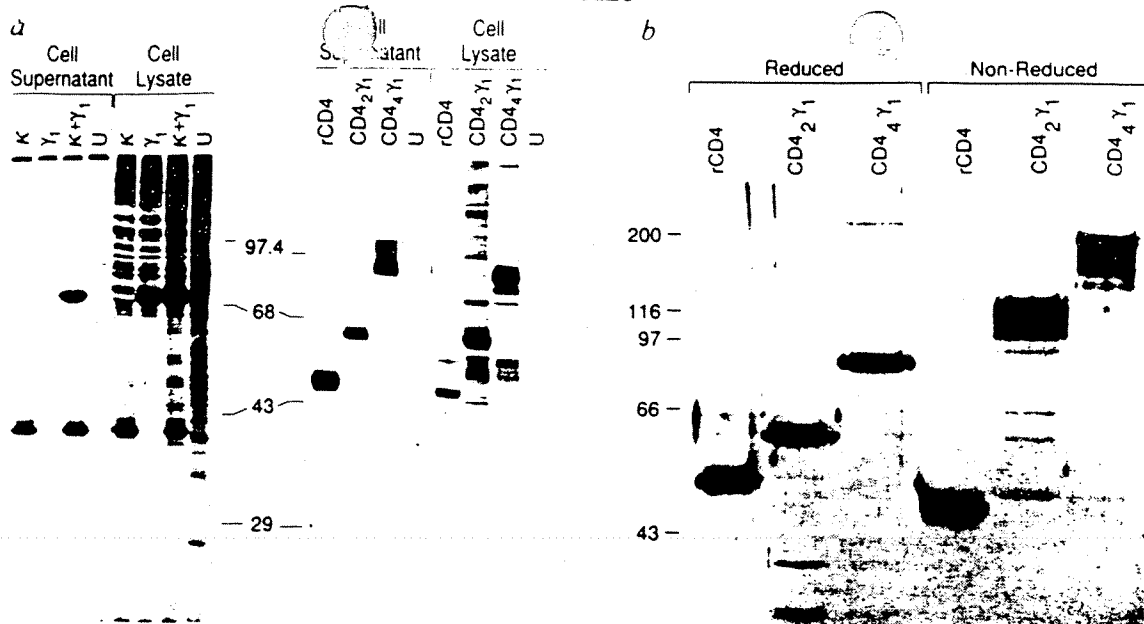 a
Cell Supernatant
Cell Lysate
κ
γ1
κ+γ1
U
κ
γ1
κ+γ1
U
Cell Lysate
rCD4
CD4₂γ₁
CD4₄γ₁
U
rCD4
CD4₂γ₁
CD4₄γ₁
U
97.4
68
43
29
b
Reduced
Non-Reduced
rCD4
CD4₂γ₁
CD4₄γ₁
rCD4
CD4₂γ₁
CD4₄γ₁
200
116
97
66
43